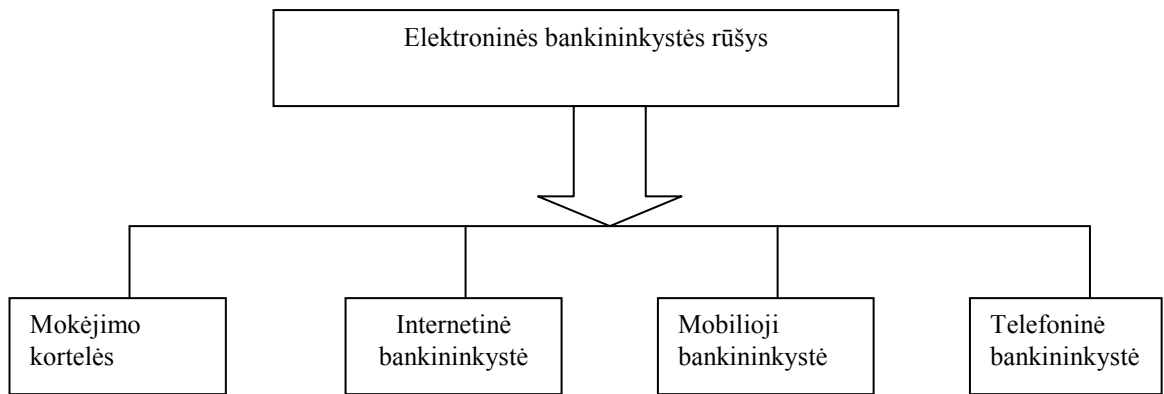 Elektroninės bankininkystės rūšys
Mokėjimo
kortelės
Internetinė
bankininkystė
Mobilioji
bankininkystė
Telefoninė
bankininkystė